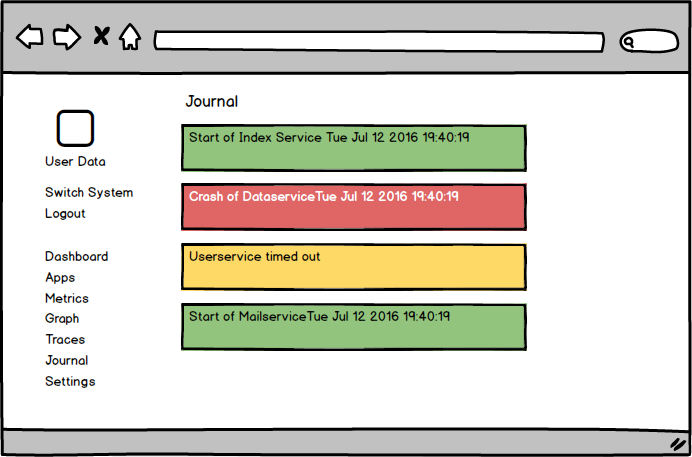 Journal
Start of Index Service Tue Jul 12 2016 19:40:19
Crash of DataserviceTue Jul 12 2016 19:40:19
Userservice timed out
Start of MailserviceTue Jul 12 2016 19:40:19
User Data
Switch System
Logout
Dashboard
Apps
Metrics
Graph
Traces
Journal
Settings